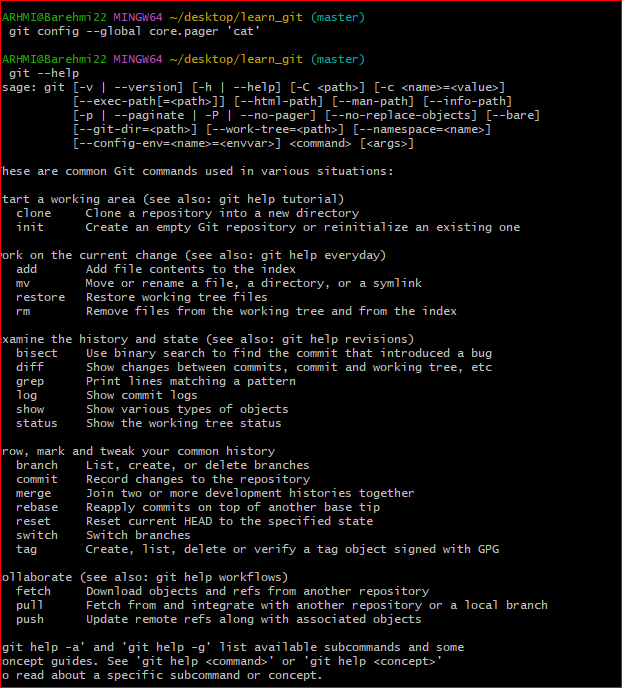 ARHMI@Barehmi22 MINGW64 ~/desktop/learn_git (master)
git config --global core.pager 'cat'
ARHMI@Barehmi22 MINGW64 ~/desktop/learn_git (master)
git --help
sage: git [-v | --version] [-h | --help] [-C <path>] [-c <name>=<value>]
[--exec-path[=<path>]] [--html-path] [--man-path] [--info-path]
[-p | --paginate | -P | --no-pager] [--no-replace-objects] [--bare]
[--git-dir=<path>] [--work-tree=<path>] [--namespace=<name>]
[--config-env=<name>=<envvar>] <command> [<args>]
hese are common Git commands used in various situations:
tart a working area (see also: git help tutorial)
clone Clone a repository into a new directory
init Create an empty Git repository or reinitialize an existing one
ork on the current change (see also: git help everyday)
add Add file contents to the index
mv Move or rename a file, a directory, or a symlink
restore Restore working tree files
rm Remove files from the working tree and from the index
xamine the history and state (see also: git help revisions)
bisect Use binary search to find the commit that introduced a bug
diff Show changes between commits, commit and working tree, etc
grep Print lines matching a pattern
log Show commit logs
show Show various types of objects
status Show the working tree status
row, mark and tweak your common history
branch List, create, or delete branches
commit Record changes to the repository
merge Join two or more development histories together
rebase Reapply commits on top of another base tip
reset Reset current HEAD to the specified state
switch Switch branches
tag Create, list, delete or verify a tag object signed with GPG
ollaborate (see also: git help workflows)
fetch Download objects and refs from another repository
pull Fetch from and integrate with another repository or a local branch
push Update remote refs along with associated objects
git help -a' and 'git help -g' list available subcommands and some
oncept guides. See 'git help <command>' or 'git help <concept>'
o read about a specific subcommand or concept.